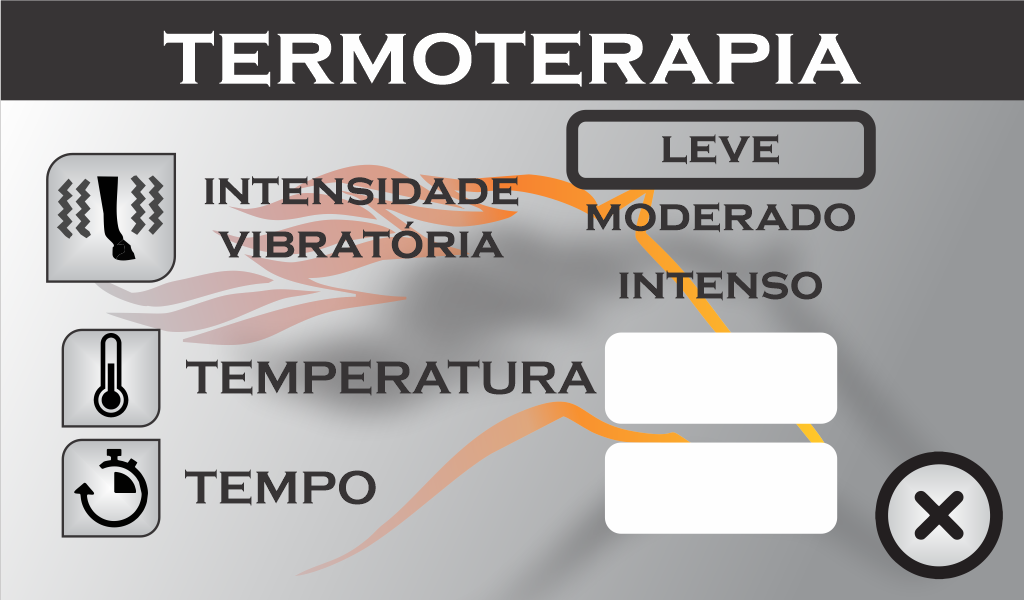 TERMOTERAPIA
INTENSIDADE
VIBRATÓRIA
LEVE
MODERADO
INTENSO
TEMPERATURA
TEMPO